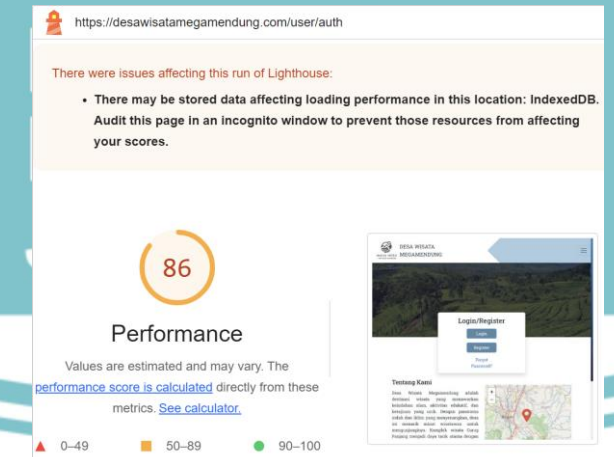 https://desawisatamegamendung.com/user/auth
There were issues affecting this run of Lighthouse:
• There may be stored data affecting loading performance in this location: IndexedDB.
Audit this page in an incognito window to prevent those resources from affecting
your scores.
86
Performance
Values are estimated and may vary. The
performance score is calculated directly from these
metrics. See calculator.
0–49
50–89
90–100
DESA WISATA
MEGAMENDUNG
Login/Register
Login
Register
Forgot
Password?
Tentang Kami